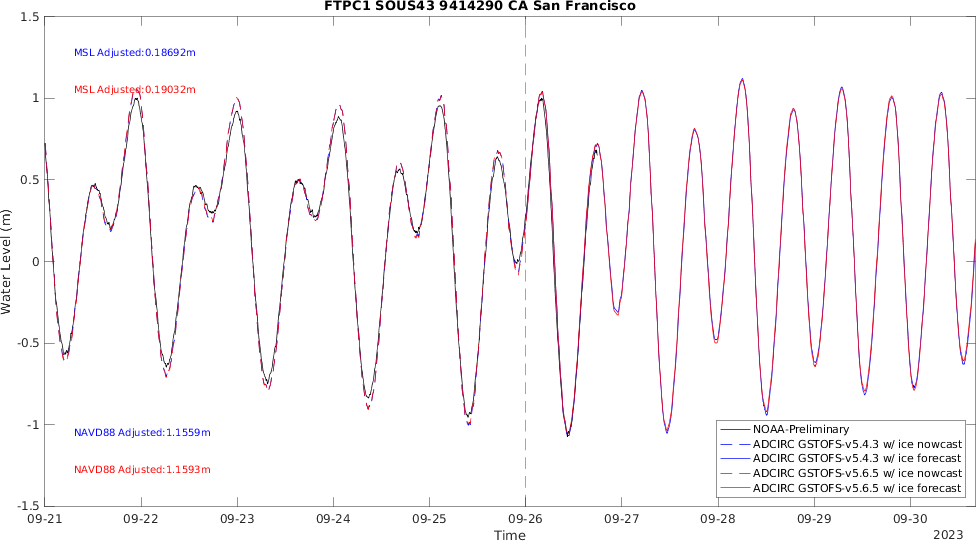 FTPC1 SOUS43 9414290 CA San Francisco
1.5
1
0.5
0
-0.5
-1
-1.5
Water Level (m)
MSL Adjusted:0.18692m
MSL Adjusted:0.19032m
NAVD88 Adjusted:1.1559m
NAVD88 Adjusted:1.1593m
NOAA-Preliminary
ADCIRC GSTOFS-v5.4.3 w/ ice nowcast
ADCIRC GSTOFS-v5.4.3 w/ ice forecast
ADCIRC GSTOFS-v5.6.5 w/ ice nowcast
ADCIRC GSTOFS-v5.6.5 w/ ice forecast
09-21 09-22 09-23 09-24 09-25 09-26 09-27 09-28 09-29 09-30
Time
2023